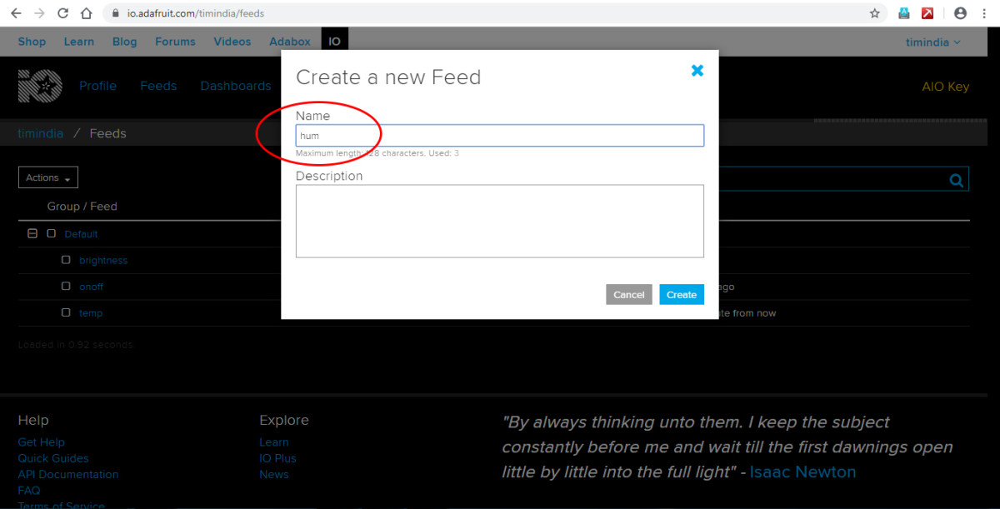 io.adafruit.com/timindia/feeds
Shop Learn Blog Forums Videos Adabox IO timindia
Create a new Feed
Profile Feeds Dashboards AIO Key
Name
timindia / Feeds
hum
Maximum length: 128 characters. Used: 3
Actions
Description
Group / Feed
Default
brightness
onoff
ago
temp
te from now
Cancel Create
Loaded in 0.92 seconds.
Help
Get Help
Quick Guides
API Documentation
FAQ
Terms of Service
Explore
Learn
IO Plus
News
"By always thinking unto them. I keep the subject
constantly before me and wait till the first dawnings open
little by little into the full light" - Isaac Newton